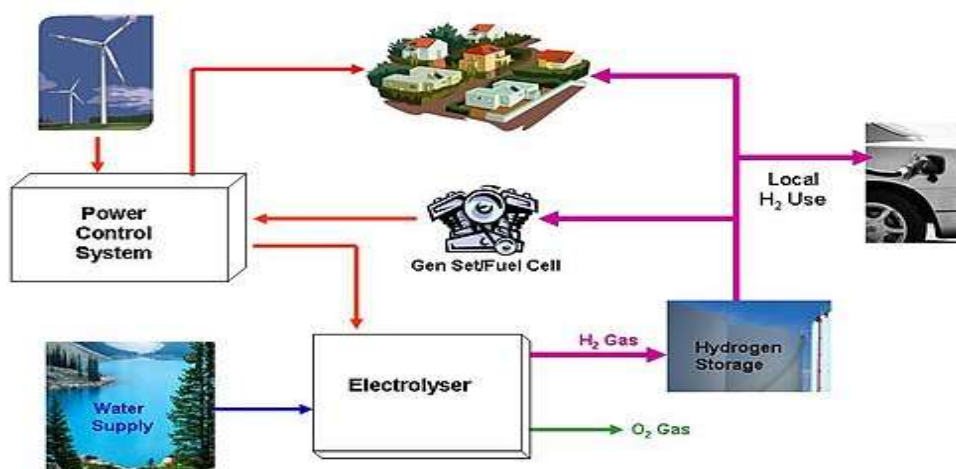 Power
Control
System
Local
H₂ Use
Gen Set/Fuel Cell
H₂ Gas
Hydrogen
Storage
Electrolyser
Water
Supply
O₂ Gas